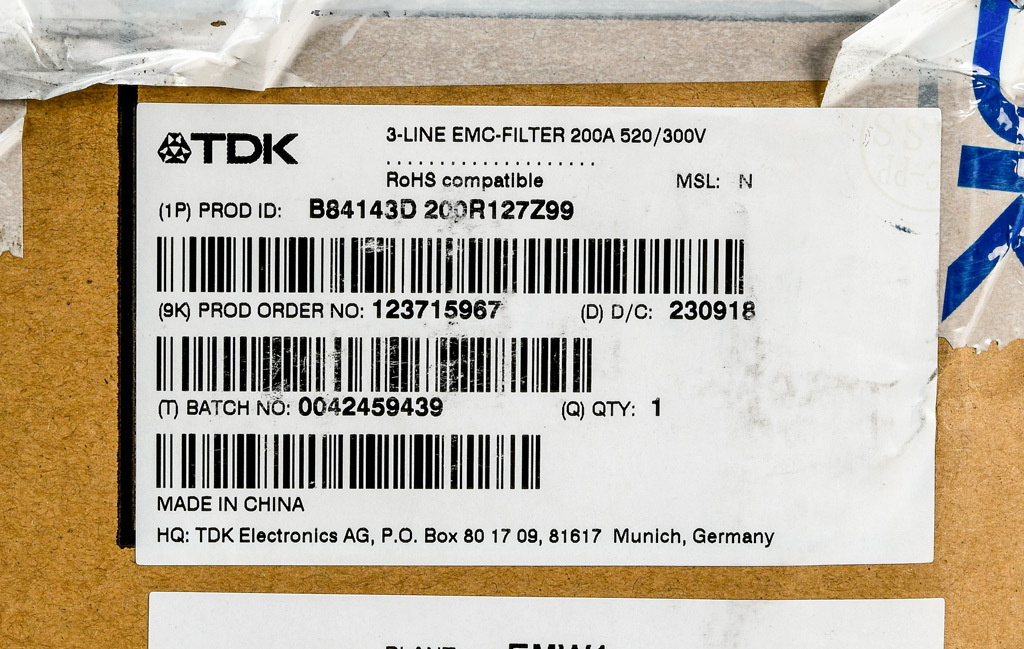 TDK
3-LINE EMC-FILTER 200A 520/300V
.....................
RoHS compatible MSL: N
(1P) PROD ID: B84143D 200R127Z99
(9K) PROD ORDER NO: 123715967 (D) D/C: 230918
(T) BATCH NO: 0042459439 (Q) QTY: 1
MADE IN CHINA
HQ: TDK Electronics AG, P.O. Box 80 17 09, 81617 Munich, Germany